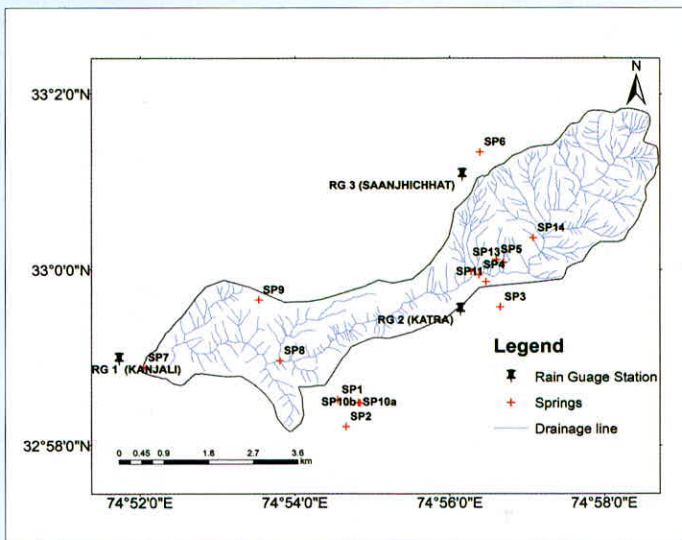 N
33°2'0"N
SP6
RG 3 (SAANJHICHHAT)
SP14
SP13
SP5
33°0'0"N
SP11
SP4
SP9
SP3
RG 2 (KATRA)
Legend
SP7
SP8
RG 1 (KANJALI)
Rain Guage Station
SP1
Springs
SP10b
SP10a
SP2
Drainage line
32°58'0"N
0 0.45 0.9 1.8 2.7 3.6
km
74°52'0"E 74°54'0"E 74°56'0"E 74°58'0"E